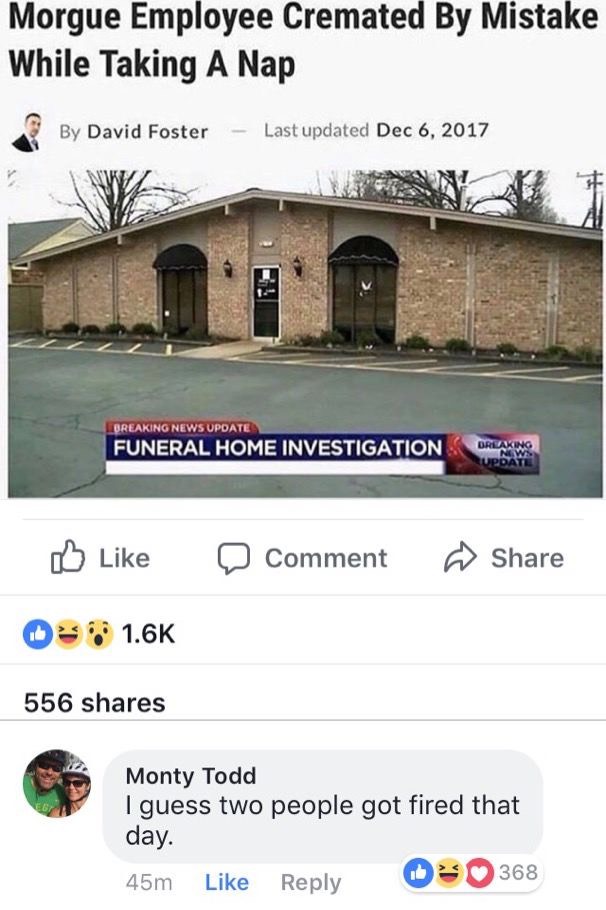 Morgue Employee Cremated By Mistake
While Taking A Nap
By David Foster — Last updated Dec 6, 2017
BREAKING NEWS UPDATE
FUNERAL HOME INVESTIGATION
BREAKING
NEWS
UPDATE
Like Comment Share
1.6K
556 shares
Monty Todd
I guess two people got fired that
day.
45m Like Reply 368